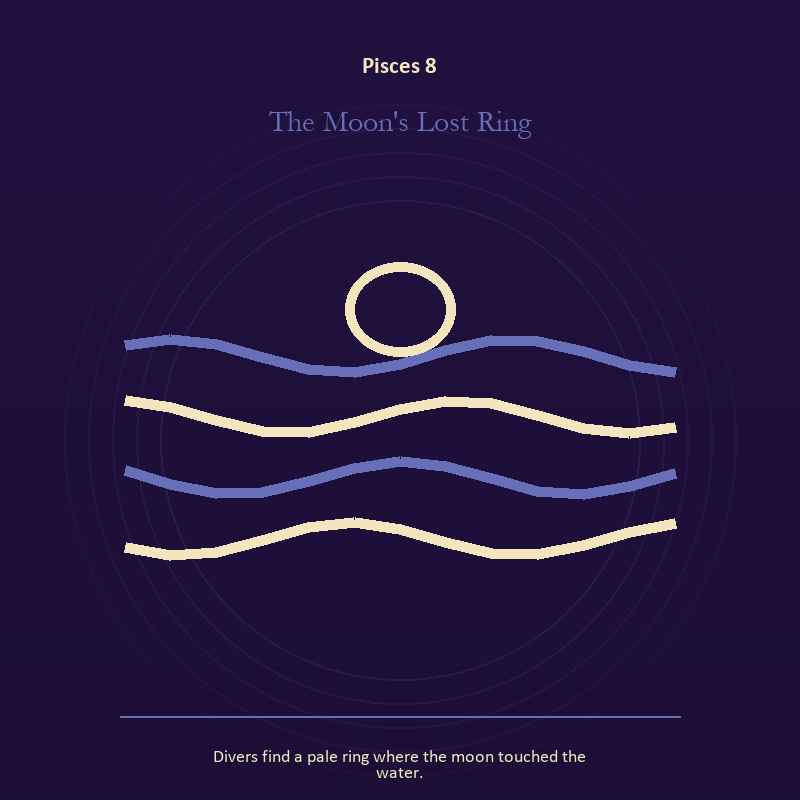 Pisces 8
The Moon's Lost Ring
Divers find a pale ring where the moon touched the
water.